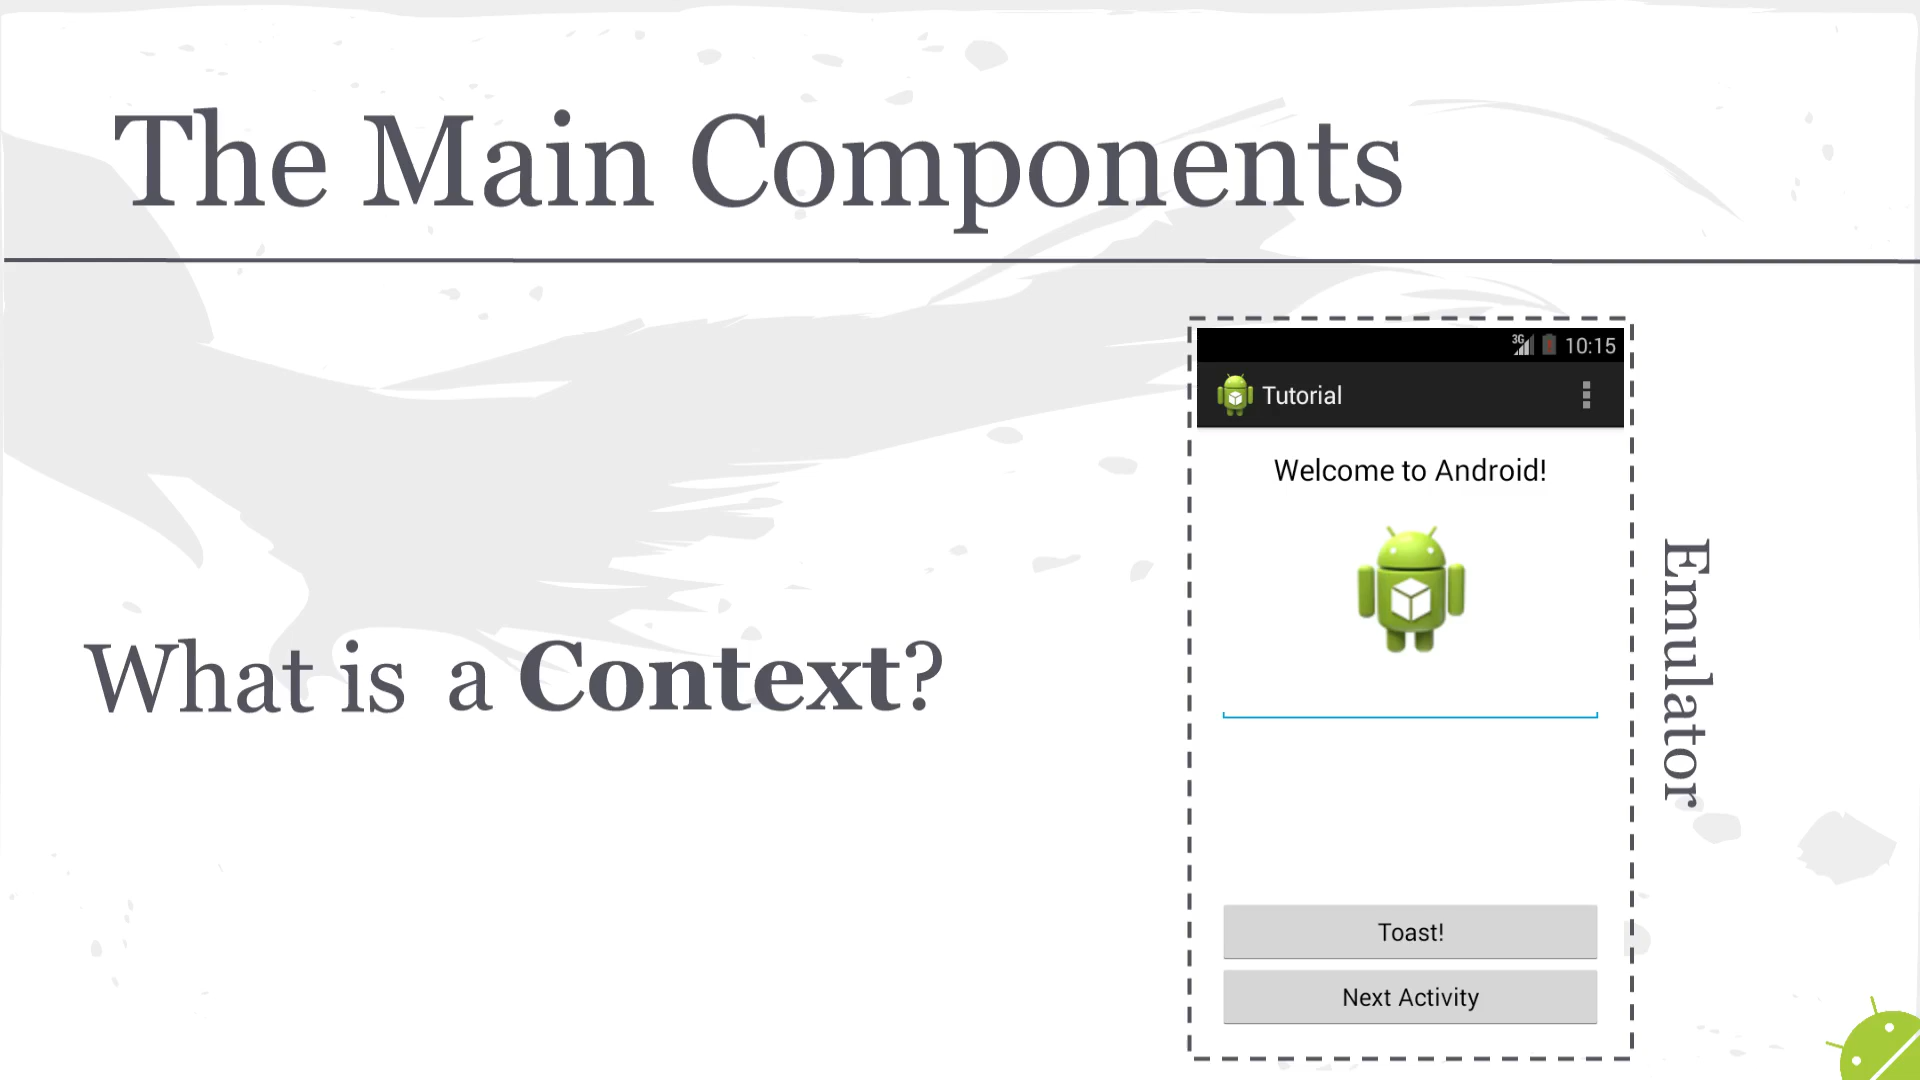 The Main Components
What is a Context?
3G 10:15
Tutorial
Welcome to Android!
Toast!
Next Activity
Emulator